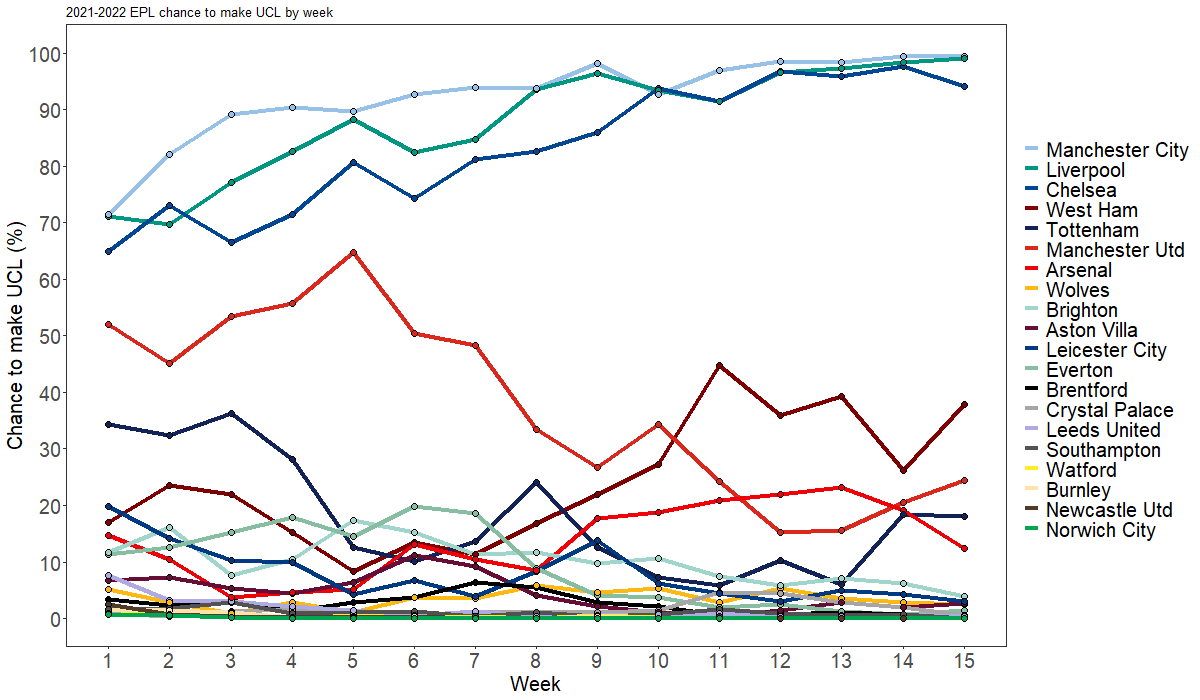 2021-2022 EPL chance to make UCL by week
Chance to make UCL (%)
100
90
80
70
60
50
40
30
20
10
0
1 2 3 4 5 6 7 8 9 10 11 12 13 14 15
Week
Manchester City
Liverpool
Chelsea
West Ham
Tottenham
Manchester Utd
Arsenal
Wolves
Brighton
Aston Villa
Leicester City
Everton
Brentford
Crystal Palace
Leeds United
Southampton
Watford
Burnley
Newcastle Utd
Norwich City